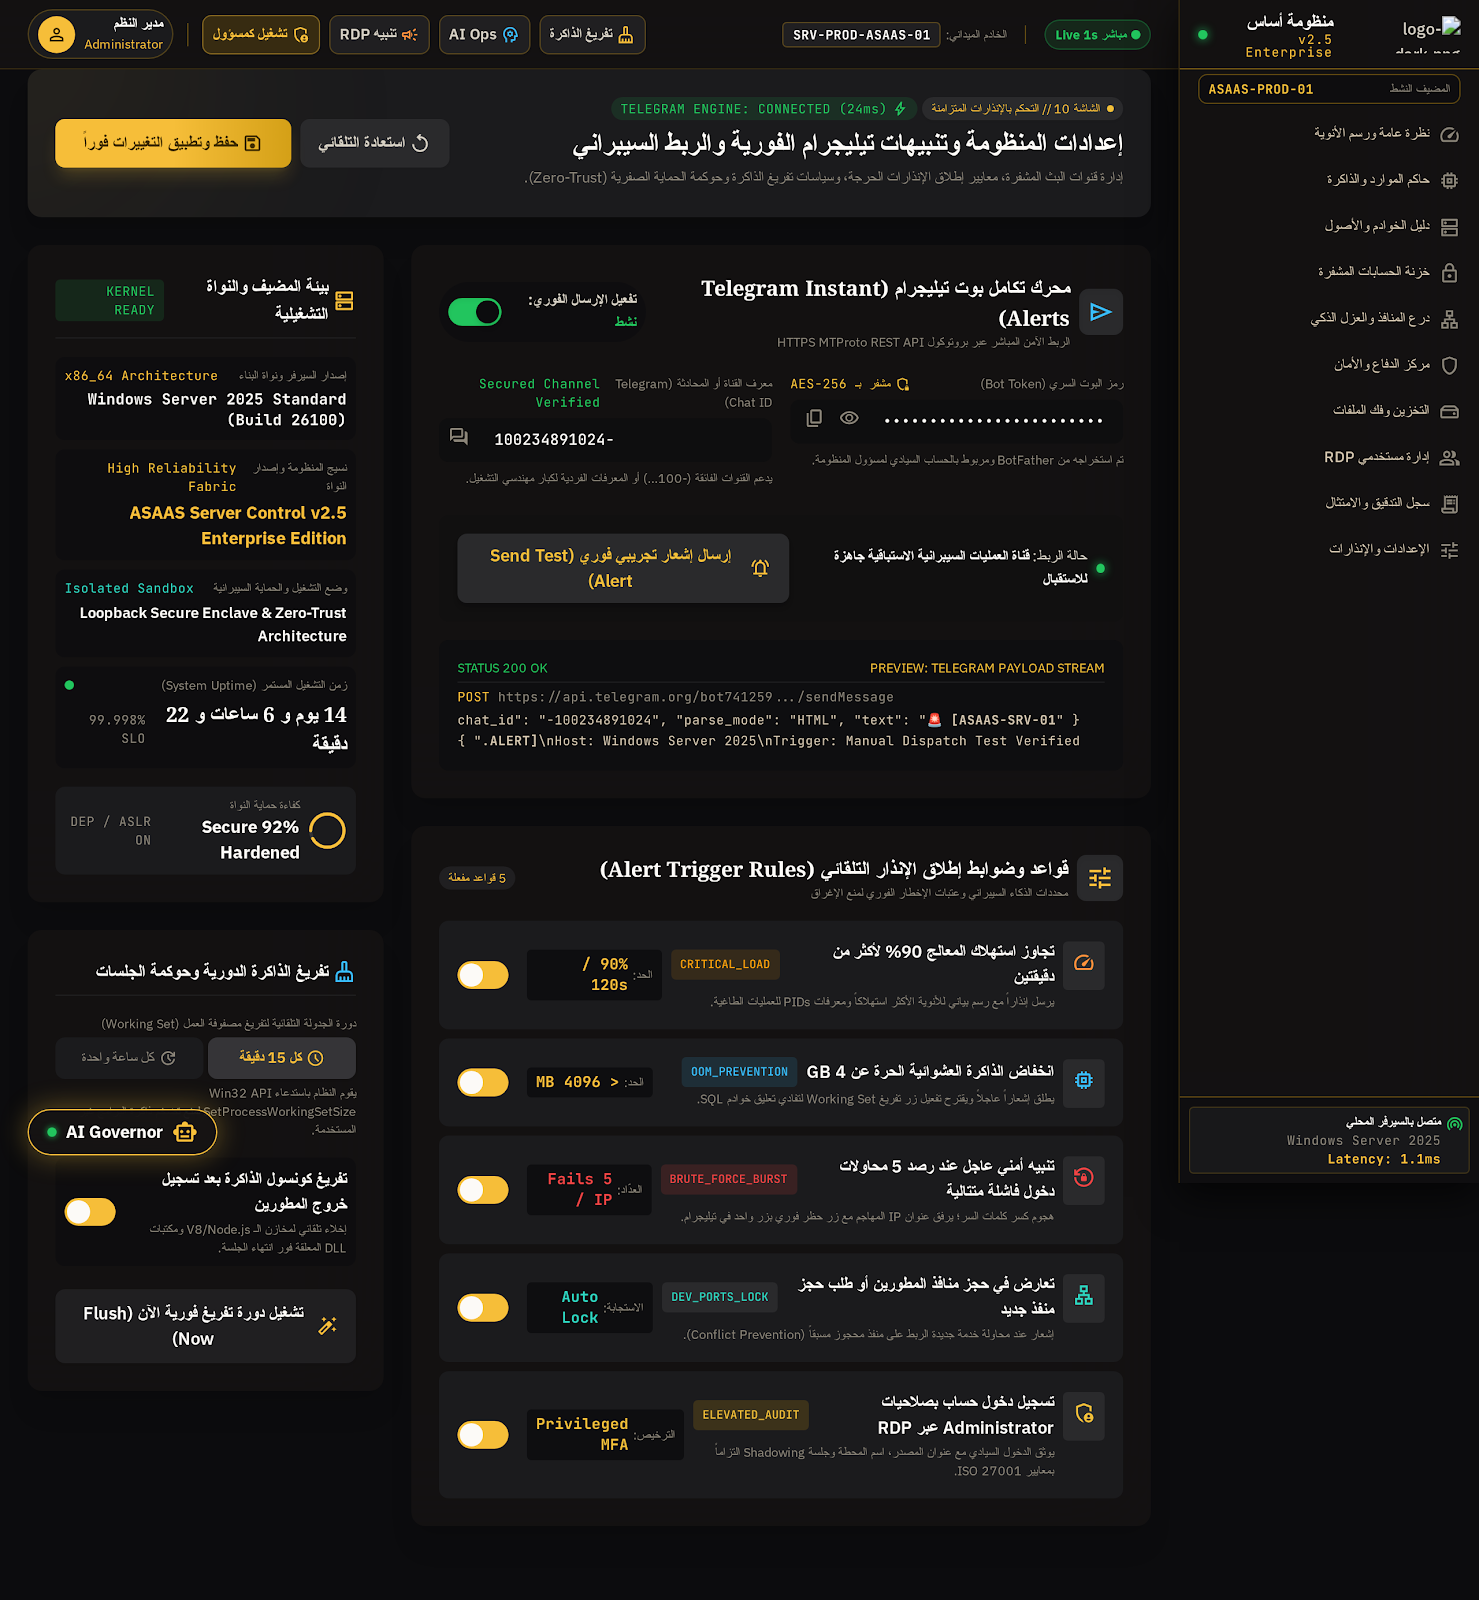 logo-
dark-png
منظومة أساس
v2.5
Enterprise
المضيف النشط
ASAAS-PROD-01
نظرة عامة ورسم الأنوية
حاكم الموارد والذاكرة
دليل الخوادم والأصول
خزنة الحسابات المشفرة
درع المنافذ والعزل الذكي
مركز الدفاع والأمان
التخزين وفك الملفات
إدارة مستخدمي RDP
سجل التدقيق والامتثال
الإعدادات والإنذارات
متصل بالسيرفر المحلي
Windows Server 2025
Latency: 1.1ms
مباشر Live 1s
الخادم الميداني:
SRV-PROD-ASAAS-01
تفريغ الذاكرة
AI Ops
تنبيه RDP
تشغيل كمسؤول
مدير النظم
Administrator
الشاشة 10 // التحكم بالإنذارات المتزامنة
TELEGRAM ENGINE: CONNECTED (24ms)
إعدادات المنظومة وتنبيهات تيليجرام الفورية والربط السيبراني
إدارة قنوات البث المشفرة، معايير إطلاق الإنذارات الحرجة، وسياسات تفريغ الذاكرة وحوكمة الحماية الصفرية (Zero-Trust).
استعادة التلقائي
حفظ وتطبيق التغييرات فوراً
محرك تكامل بوت تيليجرام (Telegram Instant
Alerts)
الربط الآمن المباشر عبر بروتوكول HTTPS MTProto REST API
تفعيل الإرسال الفوري:
نشط
رمز البوت السري (Bot Token)
مشفر بـ AES-256
••••••••••••••••••••••••
تم استخراجه من BotFather ومربوط بالحساب السيادي لمسؤول المنظومة.
معرف القناة أو المحادثة (Telegram
Chat ID)
Secured Channel
Verified
100234891024-
يدعم القنوات الفائقة (-100...) أو المعرفات الفردية لكبار مهندسي التشغيل.
حالة الربط: قناة العمليات السيبرانية الاستباقية جاهزة
للاستقبال
إرسال إشعار تجريبي فوري (Send Test
Alert)
PREVIEW: TELEGRAM PAYLOAD STREAM
STATUS 200 OK
POST https://api.telegram.org/bot741259.../sendMessage
chat_id": "-100234891024", "parse_mode": "HTML", "text": "🚨 [ASAAS-SRV-01" }
{ ".ALERT]\nHost: Windows Server 2025\nTrigger: Manual Dispatch Test Verified
قواعد وضوابط إطلاق الإنذار التلقائي (Alert Trigger Rules)
محددات الذكاء السيبراني وعتبات الإخطار الفوري لمنع الإغراق
5 قواعد مفعلة
تجاوز استهلاك المعالج 90% لأكثر من
دقيقتين
CRITICAL_LOAD
يرسل إنذاراً مع رسم بياني للأنوية الأكثر استهلاكاً ومعرفات PIDs للعمليات الطاغية.
الحد:
/ 90%
120s
انخفاض الذاكرة العشوائية الحرة عن 4 GB
OOM_PREVENTION
يطلق إشعاراً عاجلاً ويقترح تفعيل زر تفريغ Working Set لتفادي تعليق خوادم SQL.
الحد:
MB 4096 >
تنبيه أمني عاجل عند رصد 5 محاولات
دخول فاشلة متتالية
BRUTE_FORCE_BURST
هجوم كسر كلمات السر؛ يرفق عنوان IP المهاجم مع زر حظر فوري بزر واحد في تيليجرام.
العدّاد:
Fails 5
/ IP
تعارض في حجز منافذ المطورين أو طلب حجز
منفذ جديد
DEV_PORTS_LOCK
إشعار عند محاولة خدمة جديدة الربط على منفذ محجوز مسبقاً (Conflict Prevention).
الاستجابة:
Auto
Lock
تسجيل دخول حساب بصلاحيات
Administrator عبر RDP
ELEVATED_AUDIT
يوثق الدخول السيادي مع عنوان المصدر، اسم المحطة وجلسة Shadowing التزاماً
بمعايير ISO 27001.
الترخيص:
Privileged
MFA
بيئة المضيف والنواة
التشغيلية
KERNEL
READY
إصدار السيرفر ونواة البناء
x86_64 Architecture
Windows Server 2025 Standard
(Build 26100)
نسيج المنظومة وإصدار
النواة
High Reliability
Fabric
ASAAS Server Control v2.5
Enterprise Edition
وضع التشغيل والحماية السيبرانية
Isolated Sandbox
Loopback Secure Enclave & Zero-Trust
Architecture
زمن التشغيل المستمر (System Uptime)
14 يوم و 6 ساعات و 22
دقيقة
99.998%
SLO
كفاءة حماية النواة
Secure 92%
Hardened
DEP / ASLR
ON
تفريغ الذاكرة الدورية وحوكمة الجلسات
دورة الجدولة التلقائية لتفريغ مصفوفة العمل (Working Set)
كل 15 دقيقة
كل ساعة واحدة
يقوم النظام باستدعاء Win32 API
SetProcessWorkingSetSize
المستخدمة.
AI Governor
تفريغ كونسول الذاكرة بعد تسجيل
خروج المطورين
إخلاء تلقائي لمخازن الـ V8/Node.js ومكتبات
DLL المعلقة فور انتهاء الجلسة.
تشغيل دورة تفريغ فورية الآن (Flush
Now)